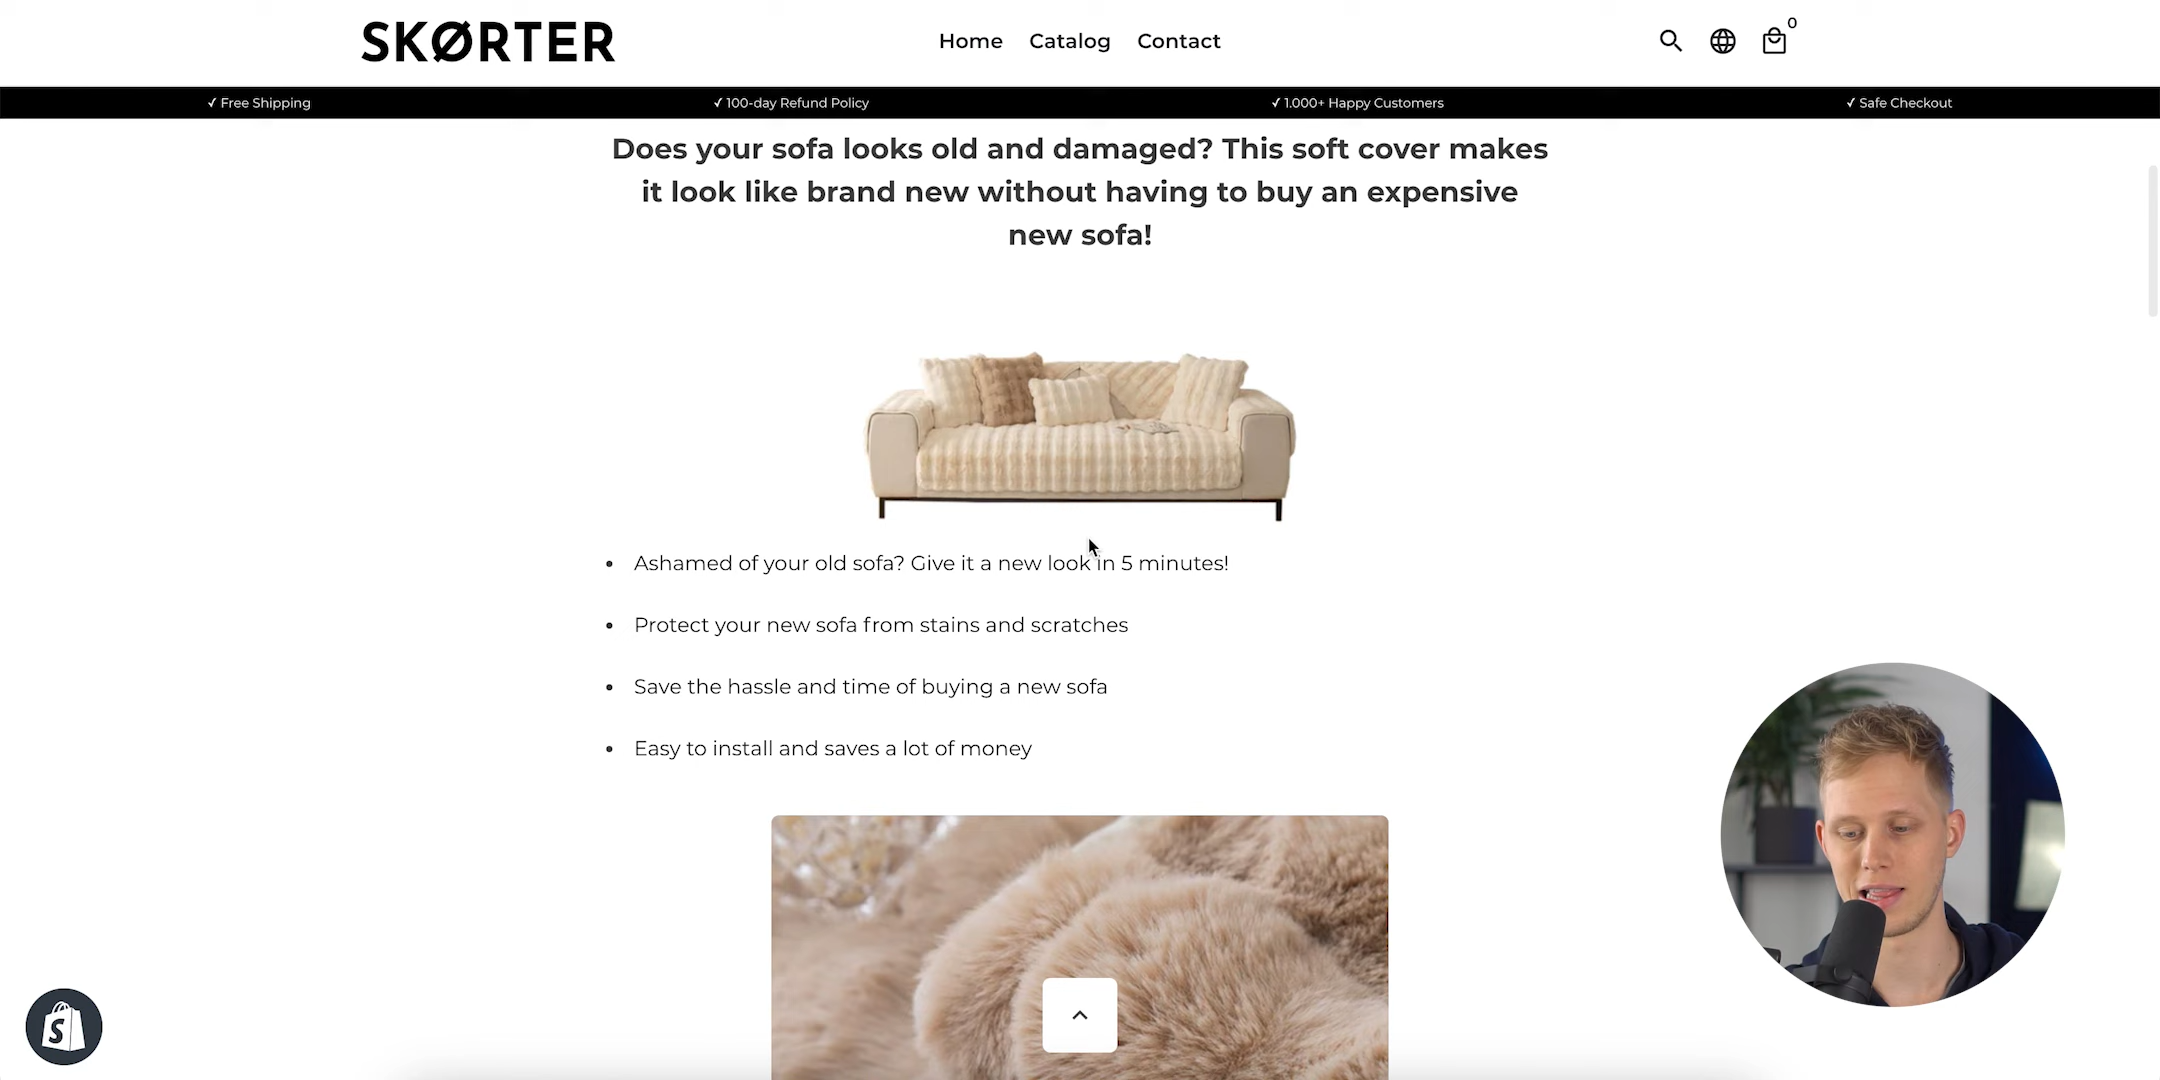 SKØRTER
Home Catalog Contact
0
✓ Free Shipping
✓ 100-day Refund Policy
✓ 1.000+ Happy Customers
✓ Safe Checkout
Does your sofa looks old and damaged? This soft cover makes
it look like brand new without having to buy an expensive
new sofa!
• Ashamed of your old sofa? Give it a new look in 5 minutes!
• Protect your new sofa from stains and scratches
• Save the hassle and time of buying a new sofa
• Easy to install and saves a lot of money
S